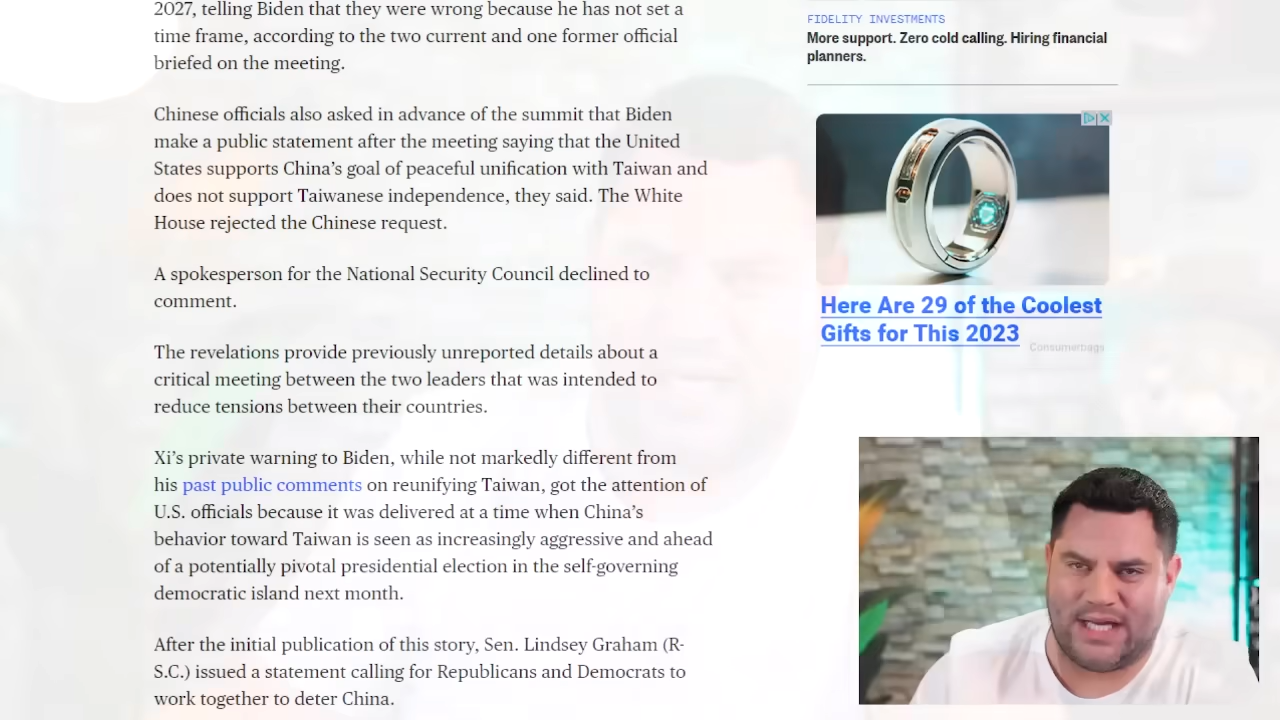 2027, telling Biden that they were wrong because he has not set a
time frame, according to the two current and one former official
briefed on the meeting.
Chinese officials also asked in advance of the summit that Biden
make a public statement after the meeting saying that the United
States supports China’s goal of peaceful unification with Taiwan and
does not support Taiwanese independence, they said. The White
House rejected the Chinese request.
A spokesperson for the National Security Council declined to
comment.
The revelations provide previously unreported details about a
critical meeting between the two leaders that was intended to
reduce tensions between their countries.
Xi’s private warning to Biden, while not markedly different from
his past public comments on reunifying Taiwan, got the attention of
U.S. officials because it was delivered at a time when China’s
behavior toward Taiwan is seen as increasingly aggressive and ahead
of a potentially pivotal presidential election in the self-governing
democratic island next month.
After the initial publication of this story, Sen. Lindsey Graham (R-
S.C.) issued a statement calling for Republicans and Democrats to
work together to deter China.
FIDELITY INVESTMENTS
More support. Zero cold calling. Hiring financial
planners.
Here Are 29 of the Coolest
Gifts for This 2023
Consumerbags